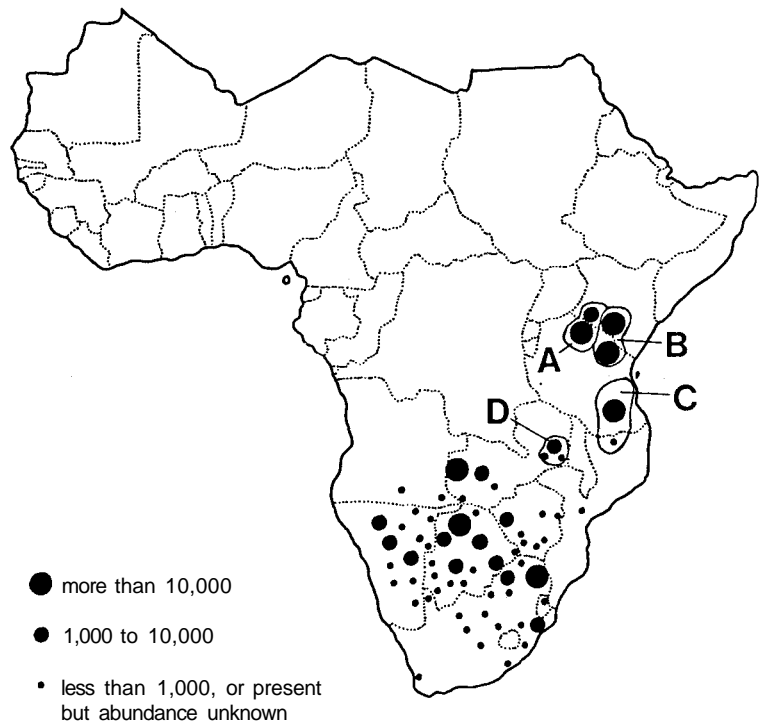 A
B
C
D
more than 10,000
1,000 to 10,000
less than 1,000, or present
but abundance unknown